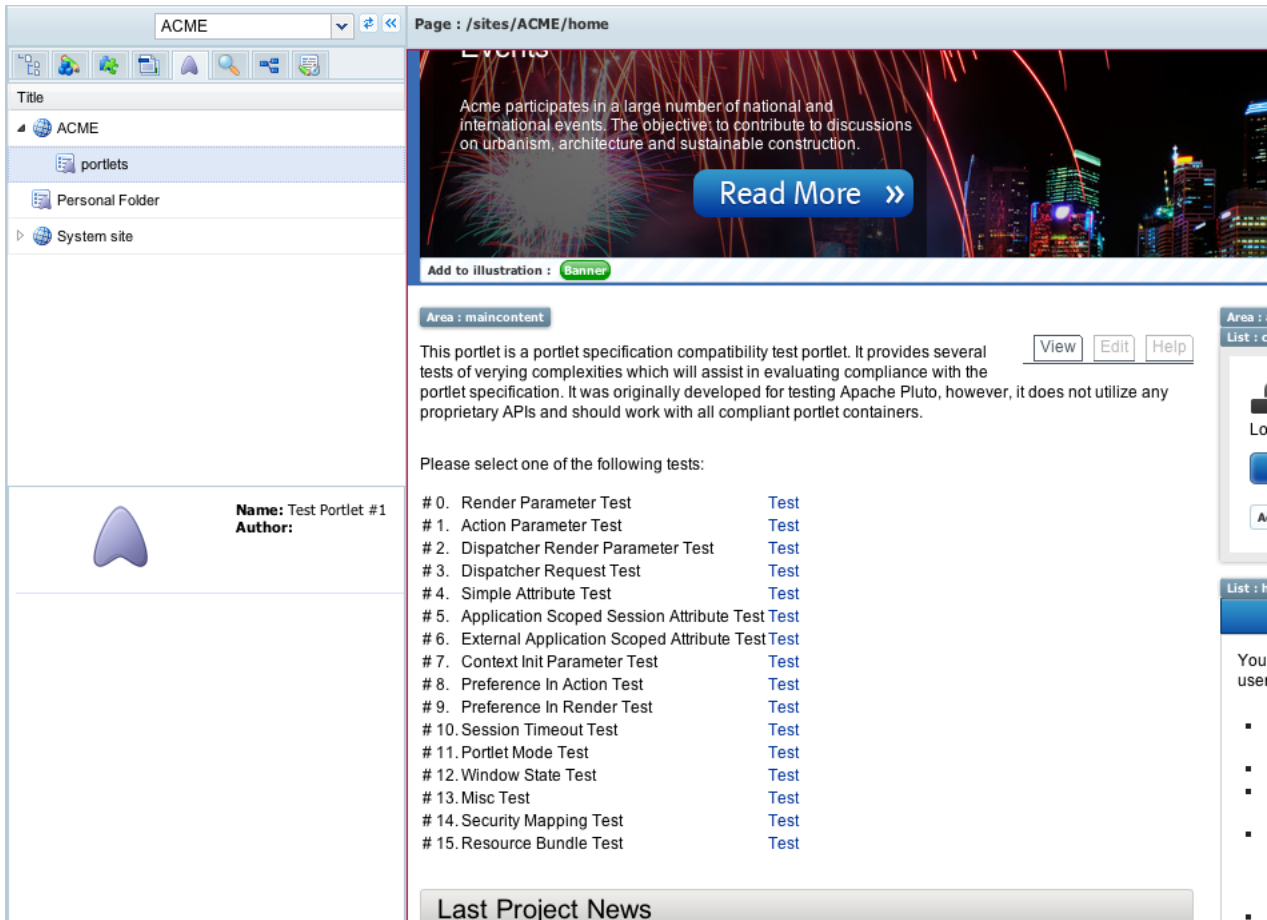 ACME
Page : /sites/ACME/home
Title
ACME
portlets
Personal Folder
System site
Name: Test Portlet #1
Author:
Events
Acme participates in a large number of national and
international events. The objective: to contribute to discussions
on urbanism, architecture and sustainable construction.
Read More »
Add to illustration : Banner
Area : maincontent
View Edit Help
This portlet is a portlet specification compatibility test portlet. It provides several
tests of verying complexities which will assist in evaluating compliance with the
portlet specification. It was originally developed for testing Apache Pluto, however, it does not utilize any
proprietary APIs and should work with all compliant portlet containers.
Please select one of the following tests:
# 0. Render Parameter Test Test
# 1. Action Parameter Test Test
# 2. Dispatcher Render Parameter Test Test
# 3. Dispatcher Request Test Test
# 4. Simple Attribute Test Test
# 5. Application Scoped Session Attribute Test Test
# 6. External Application Scoped Attribute Test Test
# 7. Context Init Parameter Test Test
# 8. Preference In Action Test Test
# 9. Preference In Render Test Test
# 10. Session Timeout Test Test
# 11. Portlet Mode Test Test
# 12. Window State Test Test
# 13. Misc Test Test
# 14. Security Mapping Test Test
# 15. Resource Bundle Test Test
Last Project News
Area :
List :
List :
You